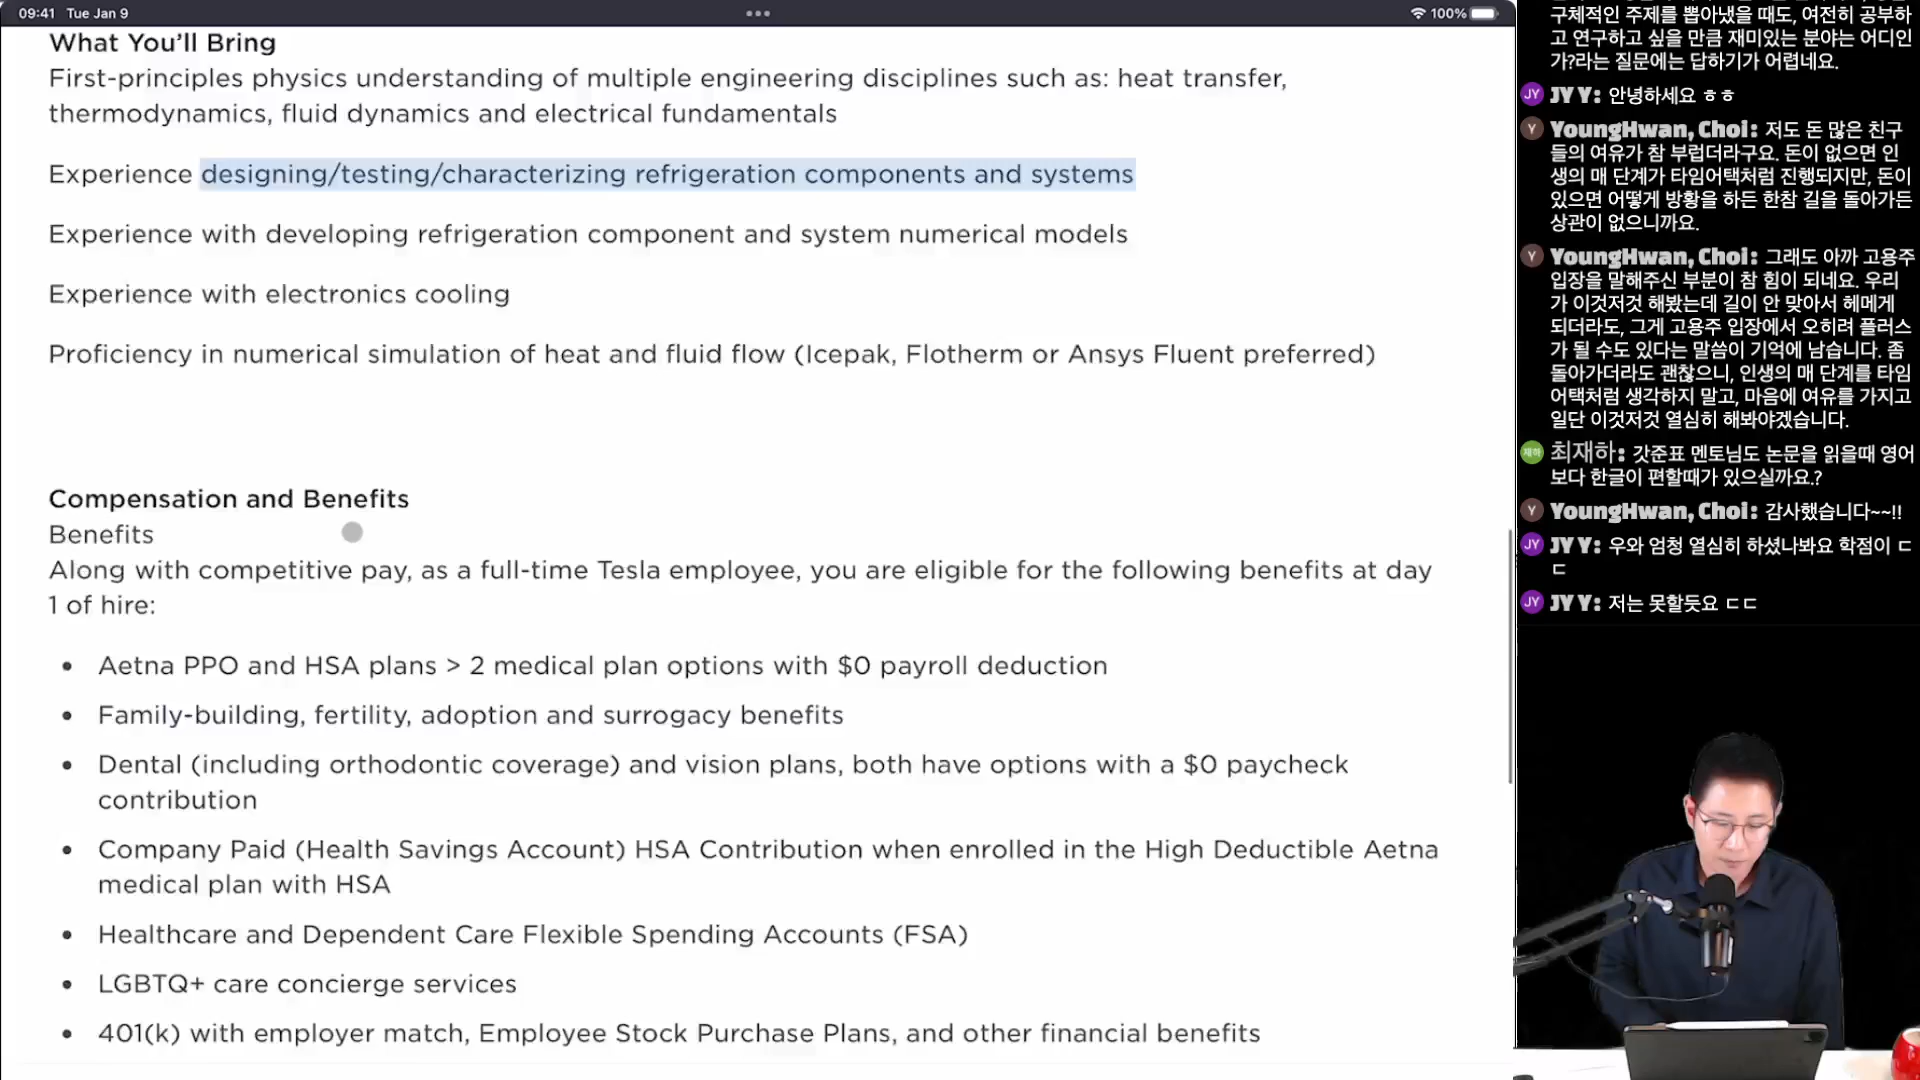 09:41 Tue Jan 9
100%
What You'll Bring
First-principles physics understanding of multiple engineering disciplines such as: heat transfer,
thermodynamics, fluid dynamics and electrical fundamentals
Experience designing/testing/characterizing refrigeration components and systems
Experience with developing refrigeration component and system numerical models
Experience with electronics cooling
Proficiency in numerical simulation of heat and fluid flow (Icepak, Flotherm or Ansys Fluent preferred)
Compensation and Benefits
Benefits
Along with competitive pay, as a full-time Tesla employee, you are eligible for the following benefits at day
1 of hire:
• Aetna PPO and HSA plans > 2 medical plan options with $0 payroll deduction
• Family-building, fertility, adoption and surrogacy benefits
• Dental (including orthodontic coverage) and vision plans, both have options with a $0 paycheck
contribution
• Company Paid (Health Savings Account) HSA Contribution when enrolled in the High Deductible Aetna
medical plan with HSA
• Healthcare and Dependent Care Flexible Spending Accounts (FSA)
• LGBTQ+ care concierge services
• 401(k) with employer match, Employee Stock Purchase Plans, and other financial benefits
구체적인 주제를 뽑아냈을 때도, 여전히 공부하
고 연구하고 싶을 만큼 재미있는 분야는 어디인
가?라는 질문에는 답하기가 어렵네요.
JY JY Y: 안녕하세요 ㅎㅎ
Y YoungHwan, Choi: 저도 돈 많은 친구
들의 여유가 참 부럽더라구요. 돈이 없으면 인
생의 매 단계가 타임어택처럼 진행되지만, 돈이
있으면 어떻게 방황을 하든 한참 길을 돌아가든
상관이 없으니까요.
Y YoungHwan, Choi: 그래도 아까 고용주
입장을 말해주신 부분이 참 힘이 되네요. 우리
가 이것저것 해봤는데 길이 안 맞아서 헤메게
되더라도, 그게 고용주 입장에서 오히려 플러스
가 될 수도 있다는 말씀이 기억에 남습니다. 좀
돌아가더라도 괜찮으니, 인생의 매 단계를 타임
어택처럼 생각하지 말고, 마음에 여유를 가지고
일단 이것저것 열심히 해봐야겠습니다.
재하 최재하: 갓준표 멘토님도 논문을 읽을때 영어
보다 한글이 편할때가 있으실까요.?
Y YoungHwan, Choi: 감사했습니다~~!!
JY JY Y: 우와 엄청 열심히 하셨나봐요 학점이 ㄷ
ㄷ
JY JY Y: 저는 못할듯요 ㄷㄷ